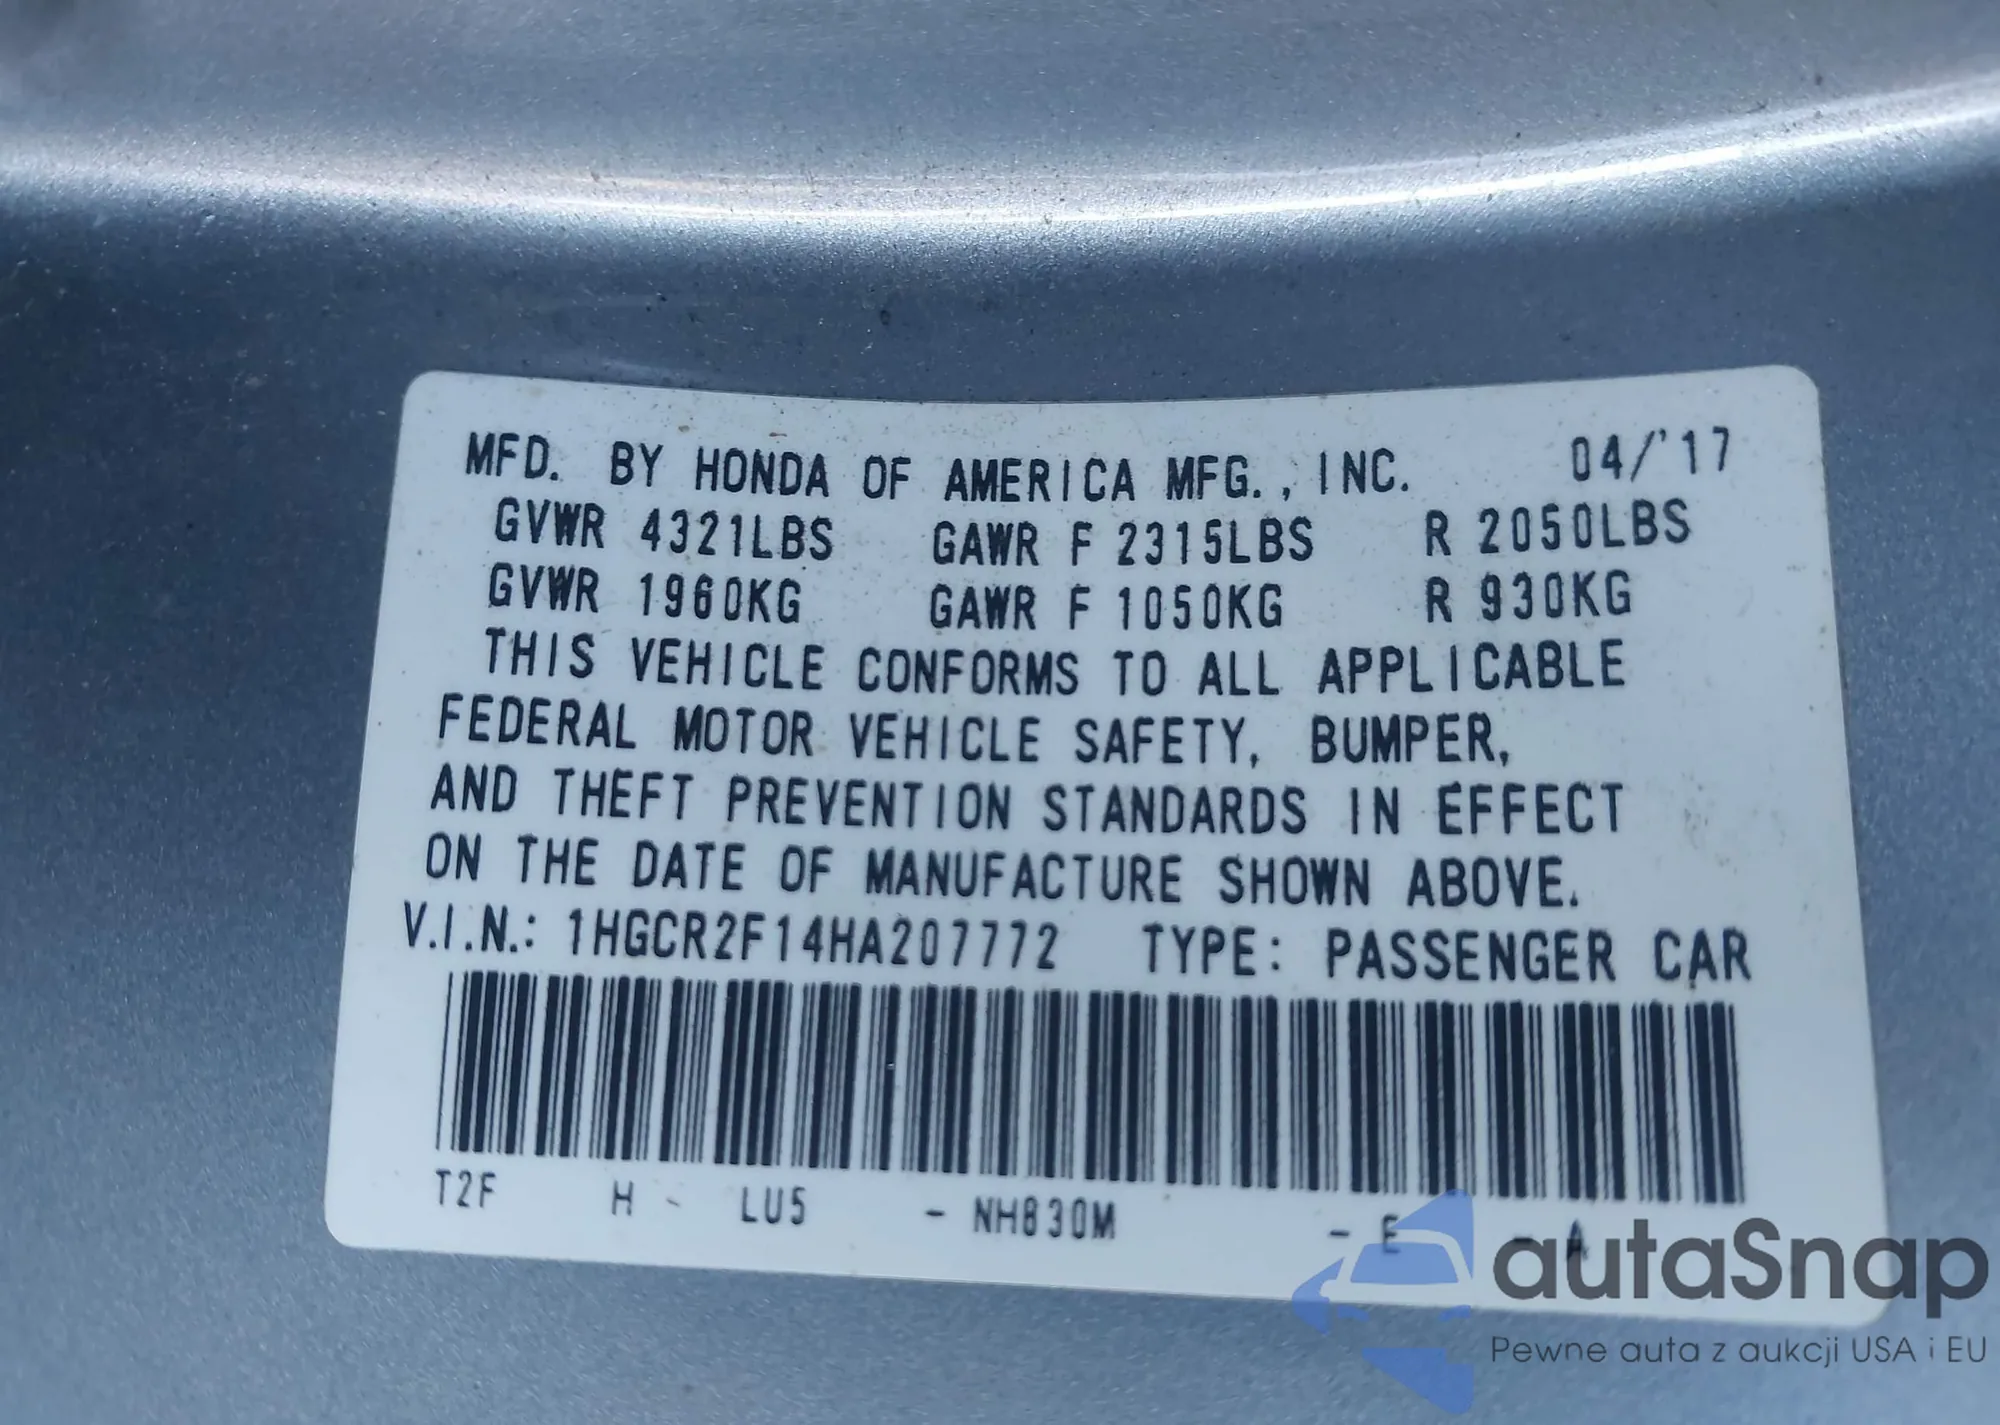 MFD. BY HONDA OF AMERICA MFG., INC. 04/'17
GVWR 4321LBS GAWR F 2315LBS R 2050LBS
GVWR 1960KG GAWR F 1050KG R 930KG
THIS VEHICLE CONFORMS TO ALL APPLICABLE
FEDERAL MOTOR VEHICLE SAFETY, BUMPER,
AND THEFT PREVENTION STANDARDS IN EFFECT
ON THE DATE OF MANUFACTURE SHOWN ABOVE.
V.I.N.: 1HGCR2F14HA207772 TYPE: PASSENGER CAR
T2F H - LU5 - NH830M - E - A
autaSnap
Pewne auta z aukcji USA i EU